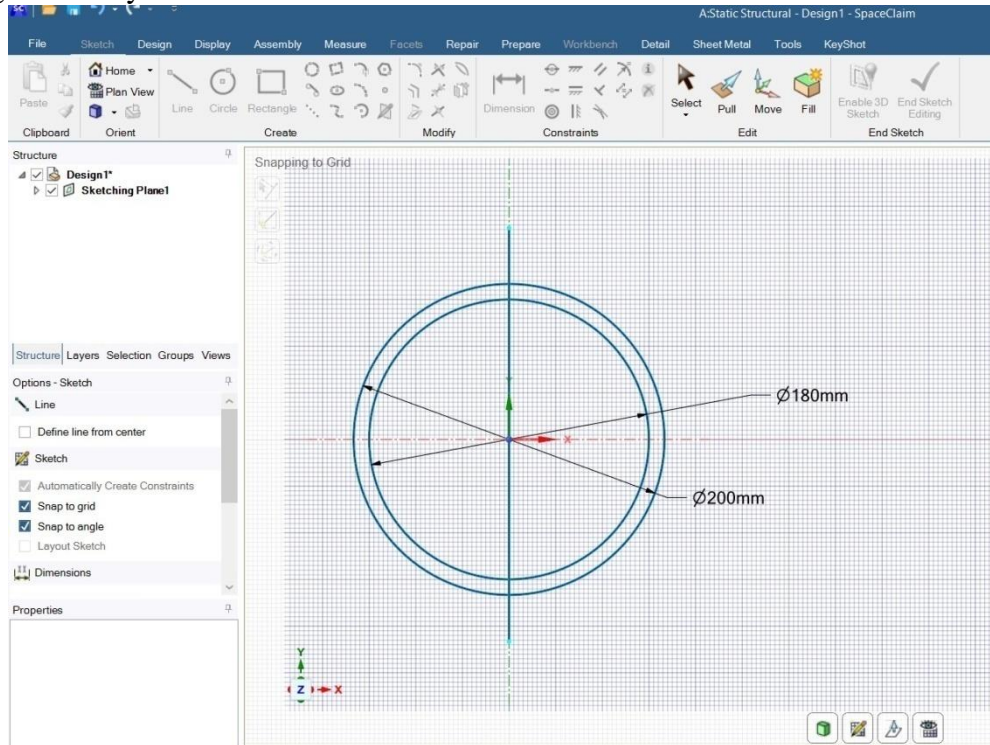 SC
A:Static Structural - Design1 - SpaceClaim
File Sketch Design Display Assembly Measure Facets Repair Prepare Workbench Detail Sheet Metal Tools KeyShot
Paste
Home
Plan View
Line Circle Rectangle
Dimension
Select Pull Move Fill
Enable 3D Sketch
End Sketch Editing
Clipboard Orient Create Modify Constraints Edit End Sketch
Structure
Design1*
Sketching Plane1
Structure Layers Selection Groups Views
Options - Sketch
Line
Define line from center
Sketch
Automatically Create Constraints
Snap to grid
Snap to angle
Layout Sketch
Dimensions
Properties
Snapping to Grid
Y
X
Ø180mm
Ø200mm
Y
Z X